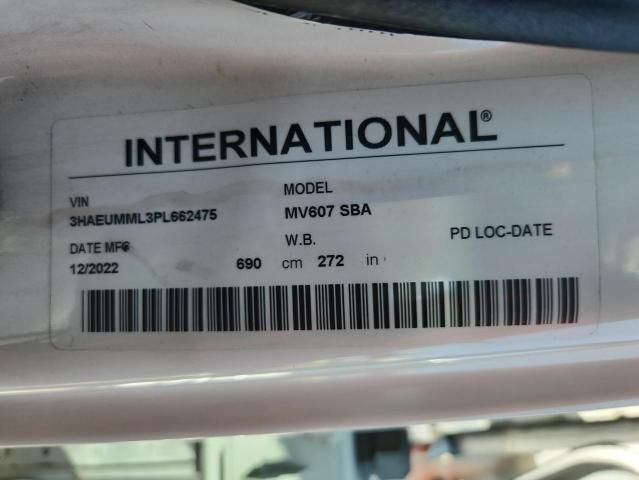 INTERNATIONAL®
VIN MODEL
3HAEUMML3PL662475 MV607 SBA
DATE MFG W.B. PD LOC-DATE
12/2022 690 cm 272 in